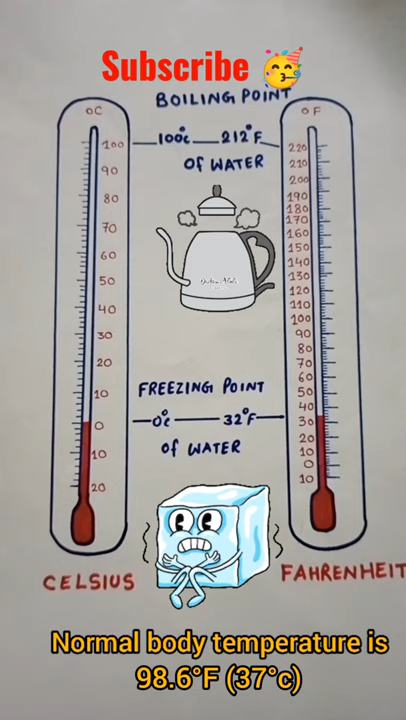 Subscribe 🥳
BOILING POINT
°C
°F
100°c 212°F
of WATER
100
90
80
70
60
50
40
30
20
10
0
10
20
220
210
200
190
180
170
160
150
140
130
120
110
100
90
80
70
60
50
40
30
20
10
0
10
FREEZING POINT
0°c 32°F
of WATER
CELSIUS
FAHRENHEIT
Normal body temperature is
98.6°F (37°c)